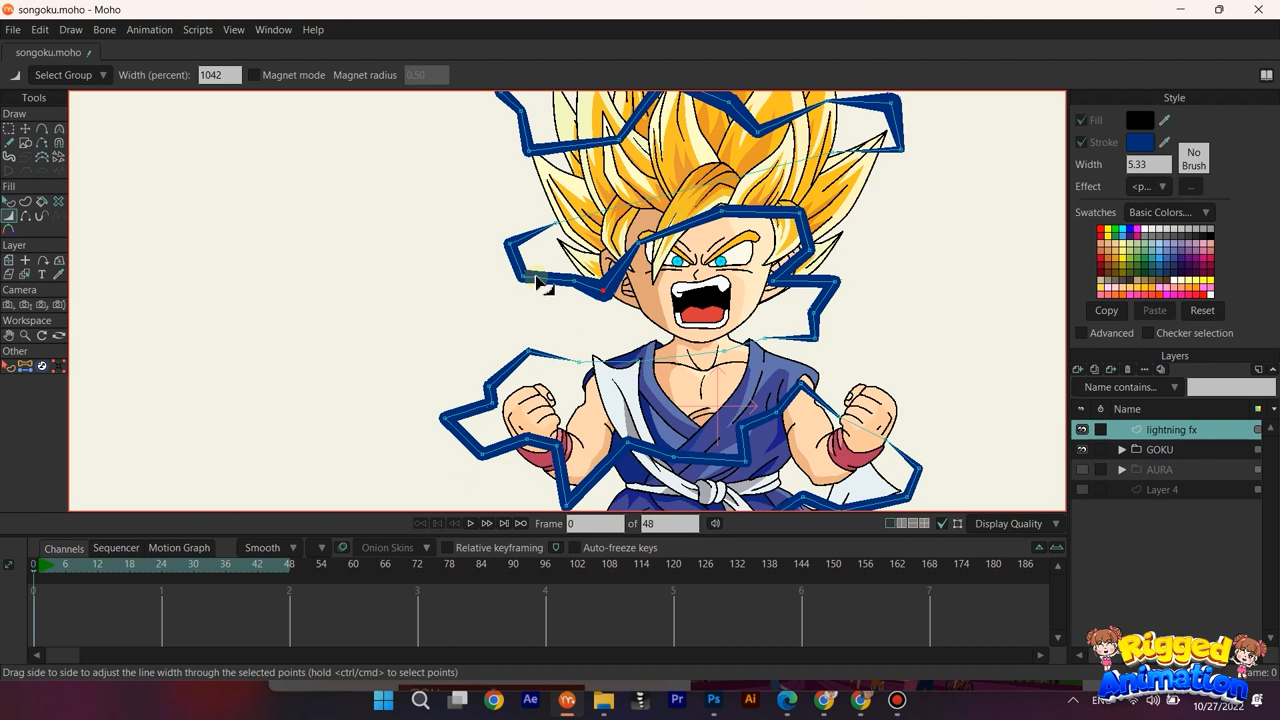 songoku.moho - Moho
File Edit Draw Bone Animation Scripts View Window Help
songoku.moho
Select Group Width (percent): 1042 Magnet mode Magnet radius 0.50
Tools
Draw
Fill
Layer
Camera
Workspace
Other
Style
Fill
Stroke
Width
5.33
No Brush
Effect <p... ...
Swatches Basic Colors....
Copy Paste Reset
Advanced Checker selection
Layers
Name contains...
Name
lightning fx
GOKU
AURA
Layer 4
Frame 0 of 48 Display Quality
Channels Sequencer Motion Graph Smooth Onion Skins Relative keyframing Auto-freeze keys
0 6 12 18 24 30 36 42 48 54 60 66 72 78 84 90 96 102 108 114 120 126 132 138 144 150 156 162 168 174 180 186
0 1 2 3 4 5 6 7
Drag side to side to adjust the line width through the selected points (hold <ctrl/cmd> to select points)
Rigged Animation
10/27/2022